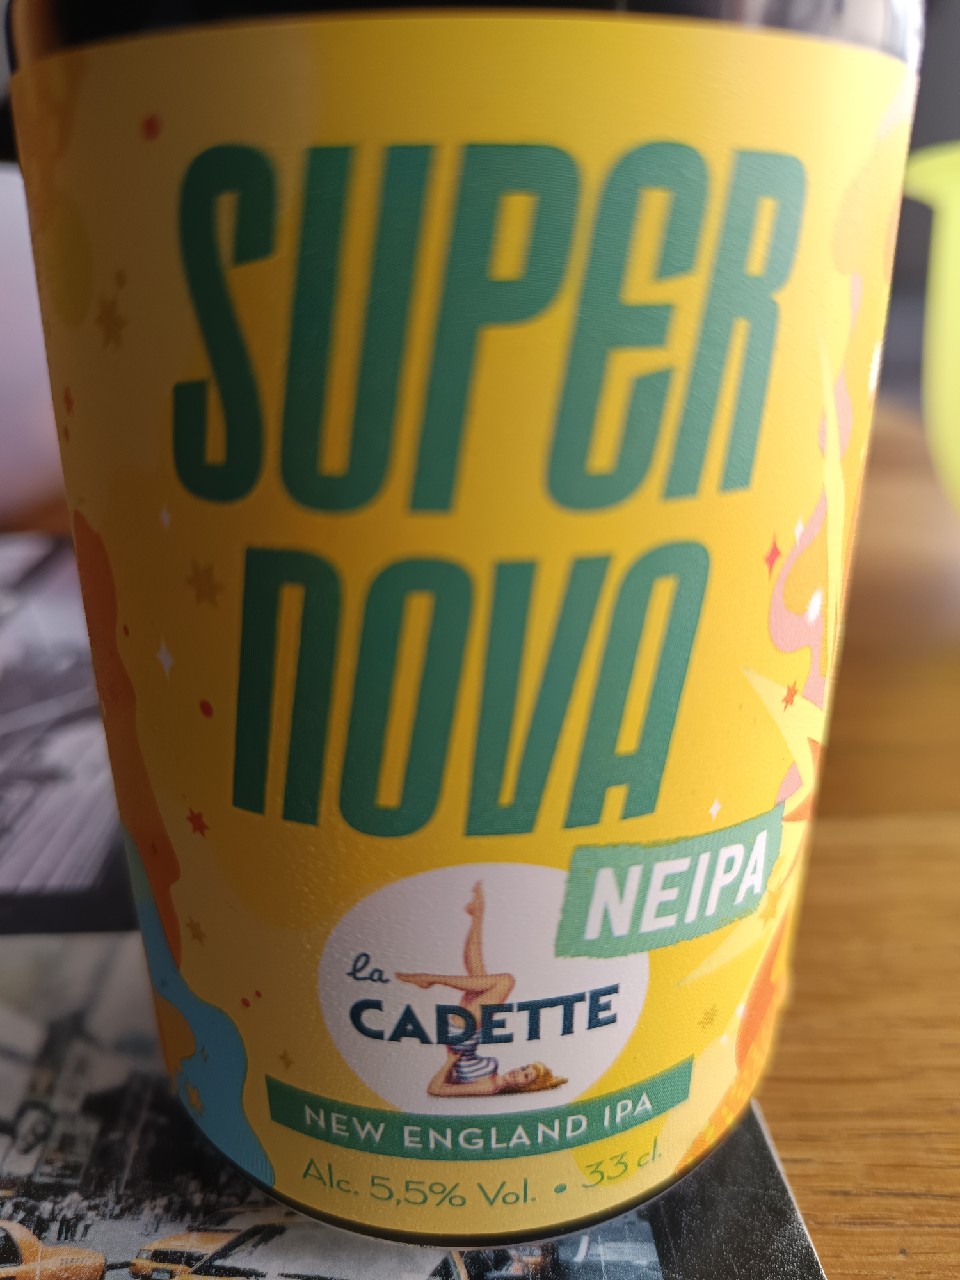 SUPER
NOVA
NEIPA
la
CADETTE
NEW ENGLAND IPA
Alc. 5,5% Vol. • 33 cl.